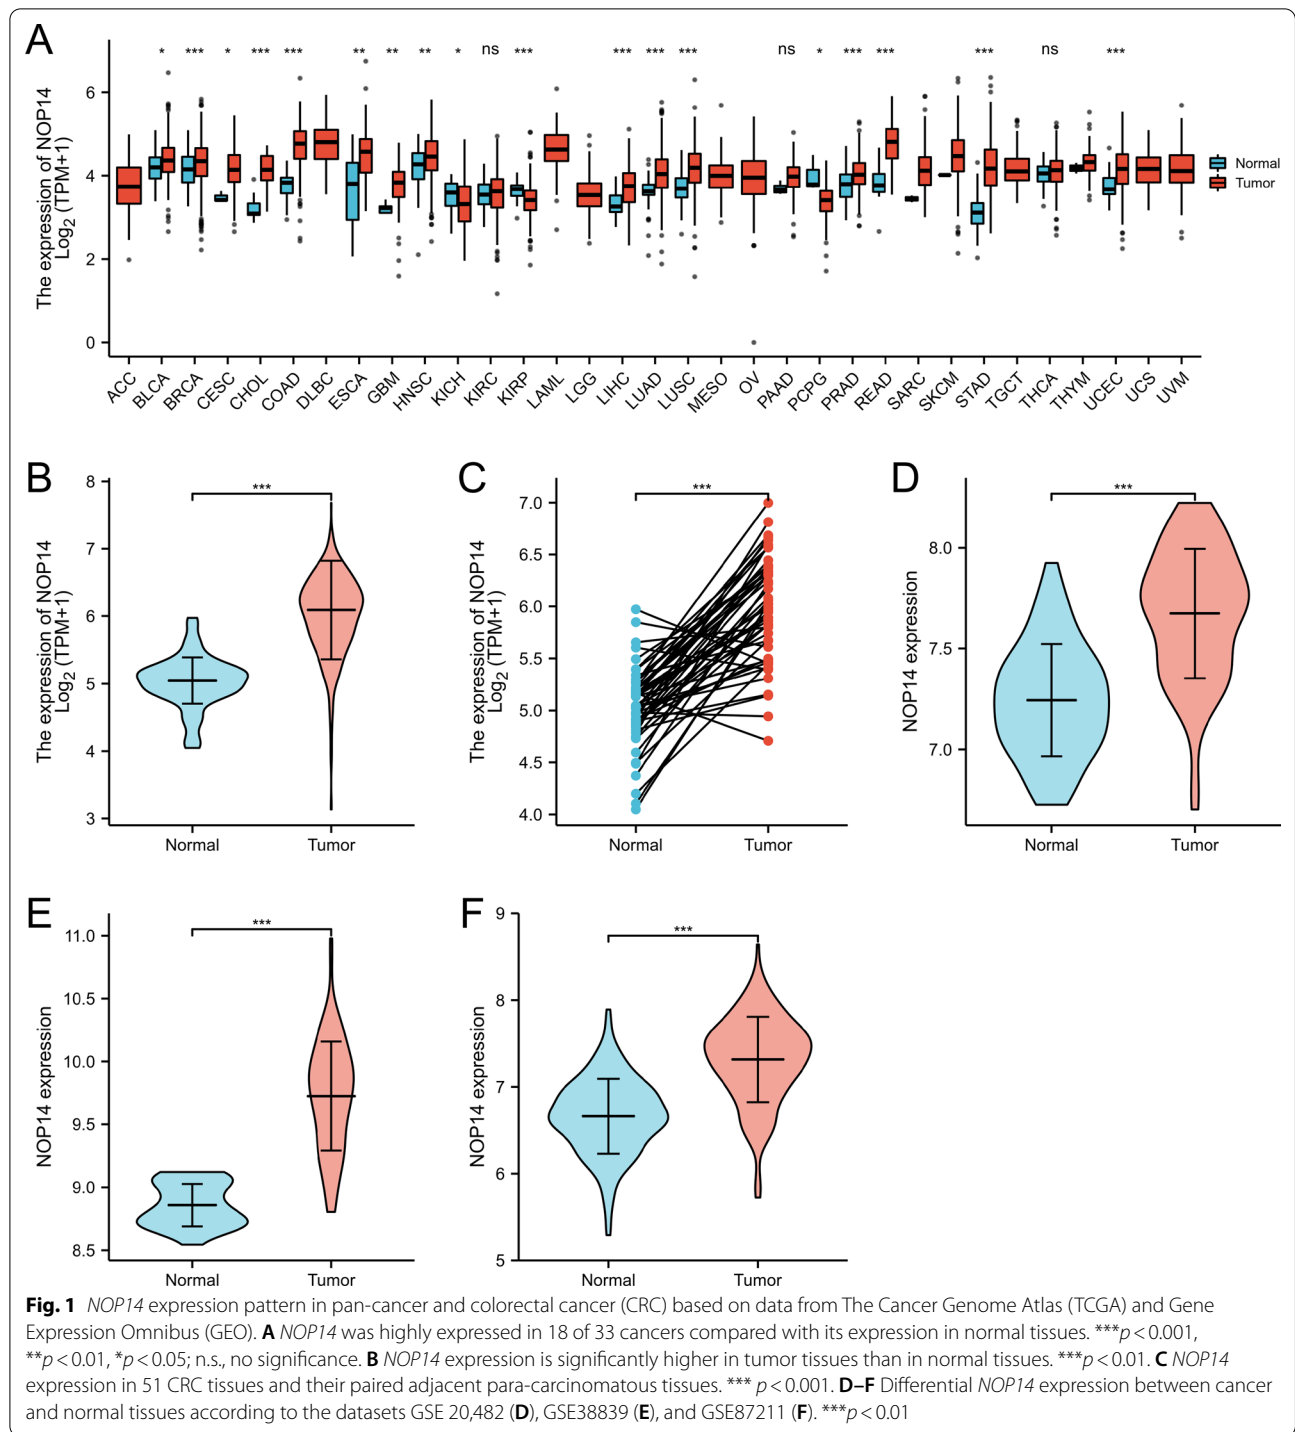 A
* *** * *** *** ** ** ** * ns *** *** *** *** ns * *** *** *** ns ***
The expression of NOP14
Log2 (TPM+1)
6
4
2
0
Normal
Tumor
ACC BLCA BRCA CESC CHOL COAD DLBC ESCA GBM HNSC KICH KIRC KIRP LAML LGG LIHC LUAD LUSC MESO OV PAAD PCPG PRAD READ SARC SKCM STAD TGCT THCA THYM UCEC UCS UVM
B
***
The expression of NOP14
Log2 (TPM+1)
8
7
6
5
4
3
Normal Tumor
C
***
The expression of NOP14
Log2 (TPM+1)
7.0
6.5
6.0
5.5
5.0
4.5
4.0
Normal Tumor
D
***
NOP14 expression
8.0
7.5
7.0
Normal Tumor
E
***
NOP14 expression
11.0
10.5
10.0
9.5
9.0
8.5
Normal Tumor
F
***
NOP14 expression
9
8
7
6
5
Normal Tumor
Fig. 1 NOP14 expression pattern in pan-cancer and colorectal cancer (CRC) based on data from The Cancer Genome Atlas (TCGA) and Gene
Expression Omnibus (GEO). A NOP14 was highly expressed in 18 of 33 cancers compared with its expression in normal tissues. ***p < 0.001,
**p < 0.01, *p < 0.05; n.s., no significance. B NOP14 expression is significantly higher in tumor tissues than in normal tissues. ***p < 0.01. C NOP14
expression in 51 CRC tissues and their paired adjacent para-carcinomatous tissues. *** p < 0.001. D–F Differential NOP14 expression between cancer
and normal tissues according to the datasets GSE 20,482 (D), GSE38839 (E), and GSE87211 (F). ***p < 0.01